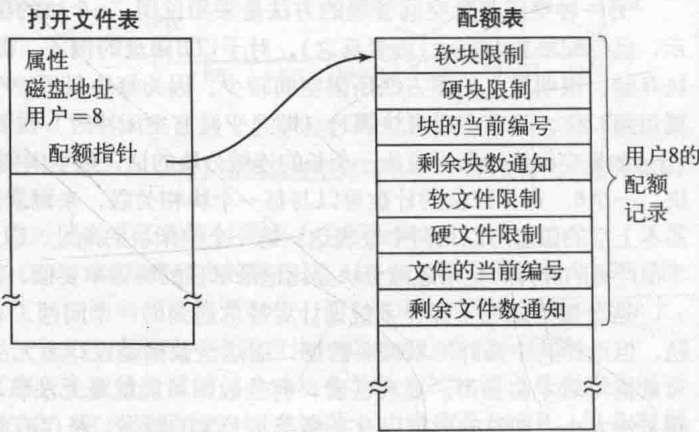 打开文件表
属性
磁盘地址
用户=8
配额指针
配额表
软块限制
硬块限制
块的当前编号
剩余块数通知
软文件限制
硬文件限制
文件的当前编号
剩余文件数通知
用户8的
配额
记录